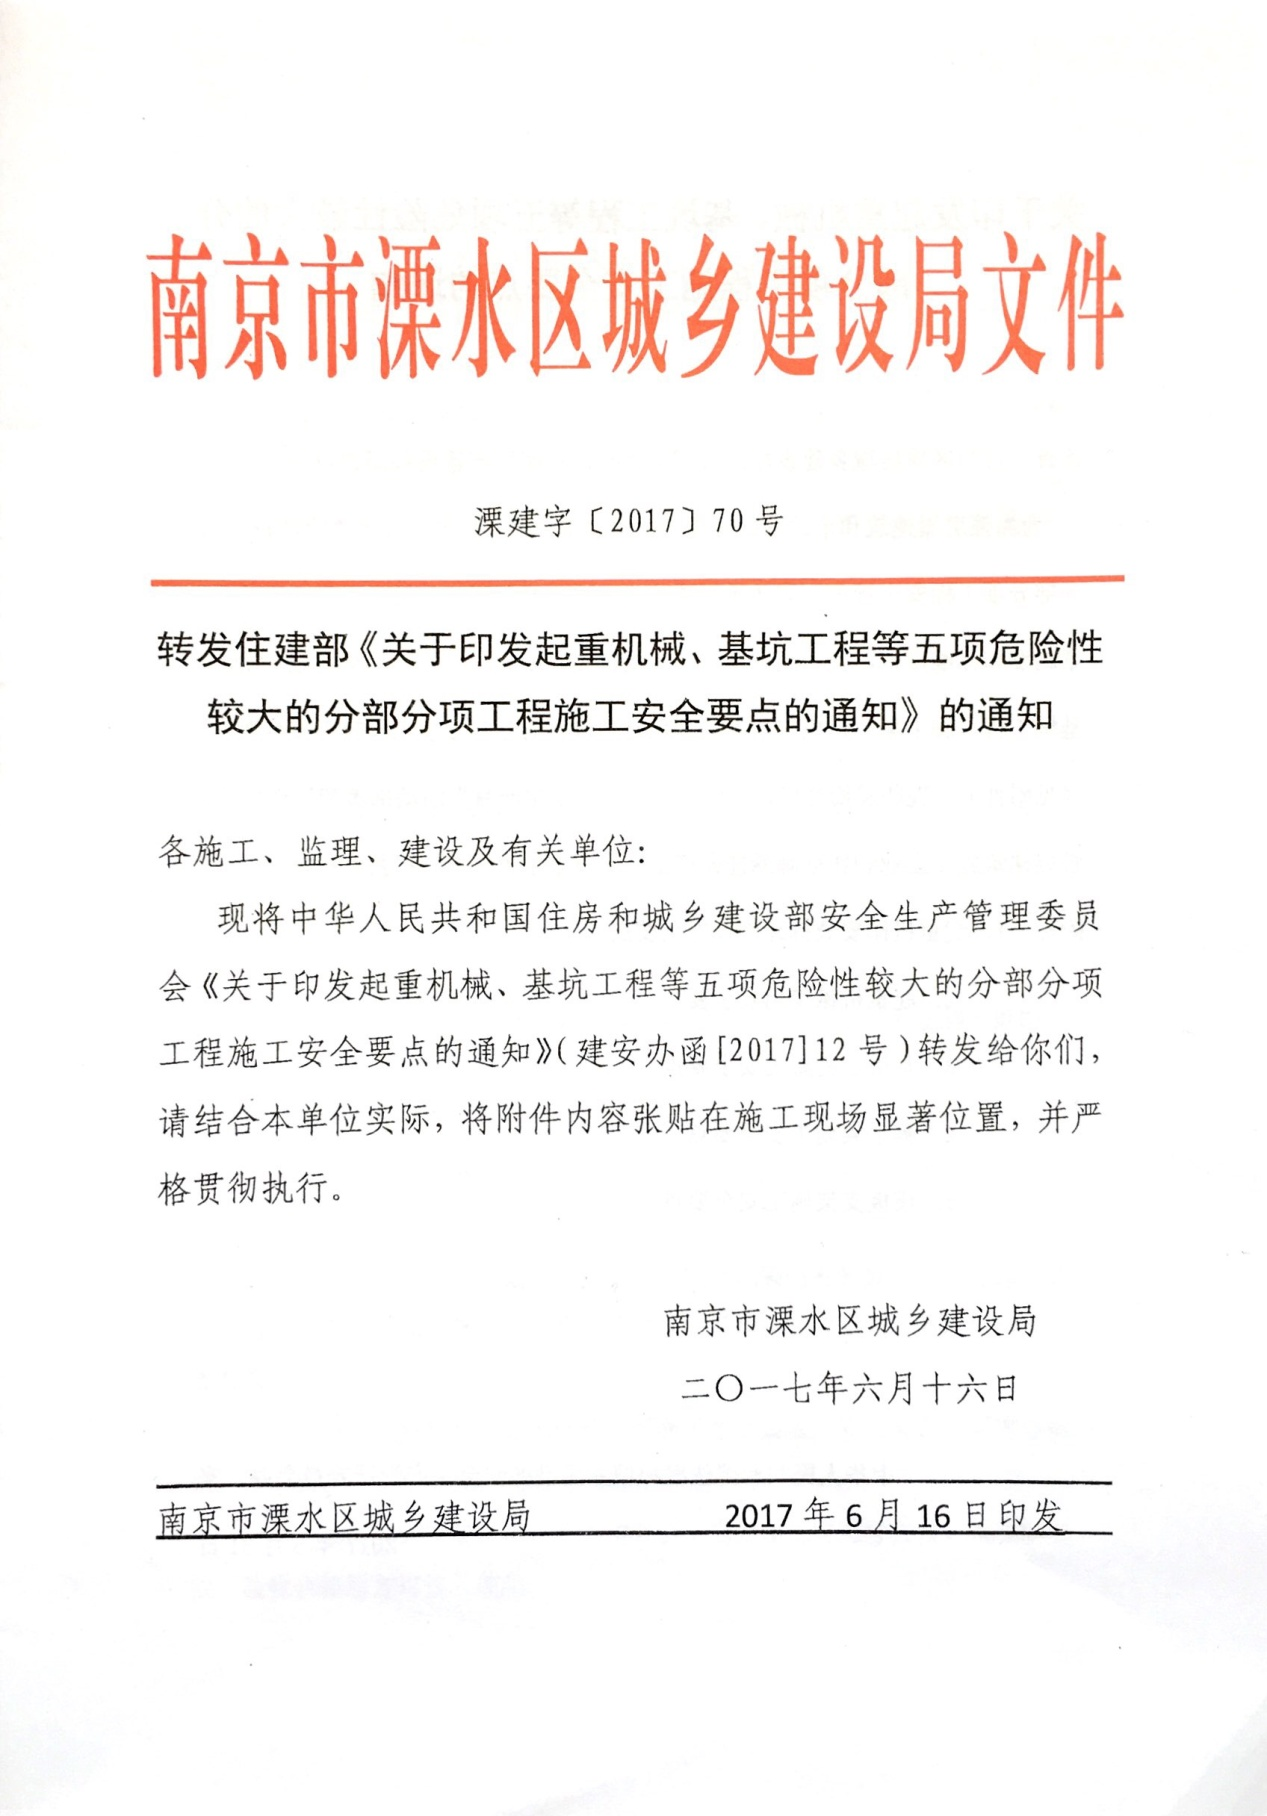 南京市溧水区城乡建设局文件
溧建字〔2017〕70号
转发住建部《关于印发起重机械、基坑工程等五项危险性
较大的分部分项工程施工安全要点的通知》的通知
各施工、监理、建设及有关单位:
现将中华人民共和国住房和城乡建设部安全生产管理委员
会《关于印发起重机械、基坑工程等五项危险性较大的分部分项
工程施工安全要点的通知》（建安办函[2017]12号）转发给你们，
请结合本单位实际，将附件内容张贴在施工现场显著位置，并严
格贯彻执行。
南京市溧水区城乡建设局
二〇一七年六月十六日
南京市溧水区城乡建设局 2017年6月16日印发